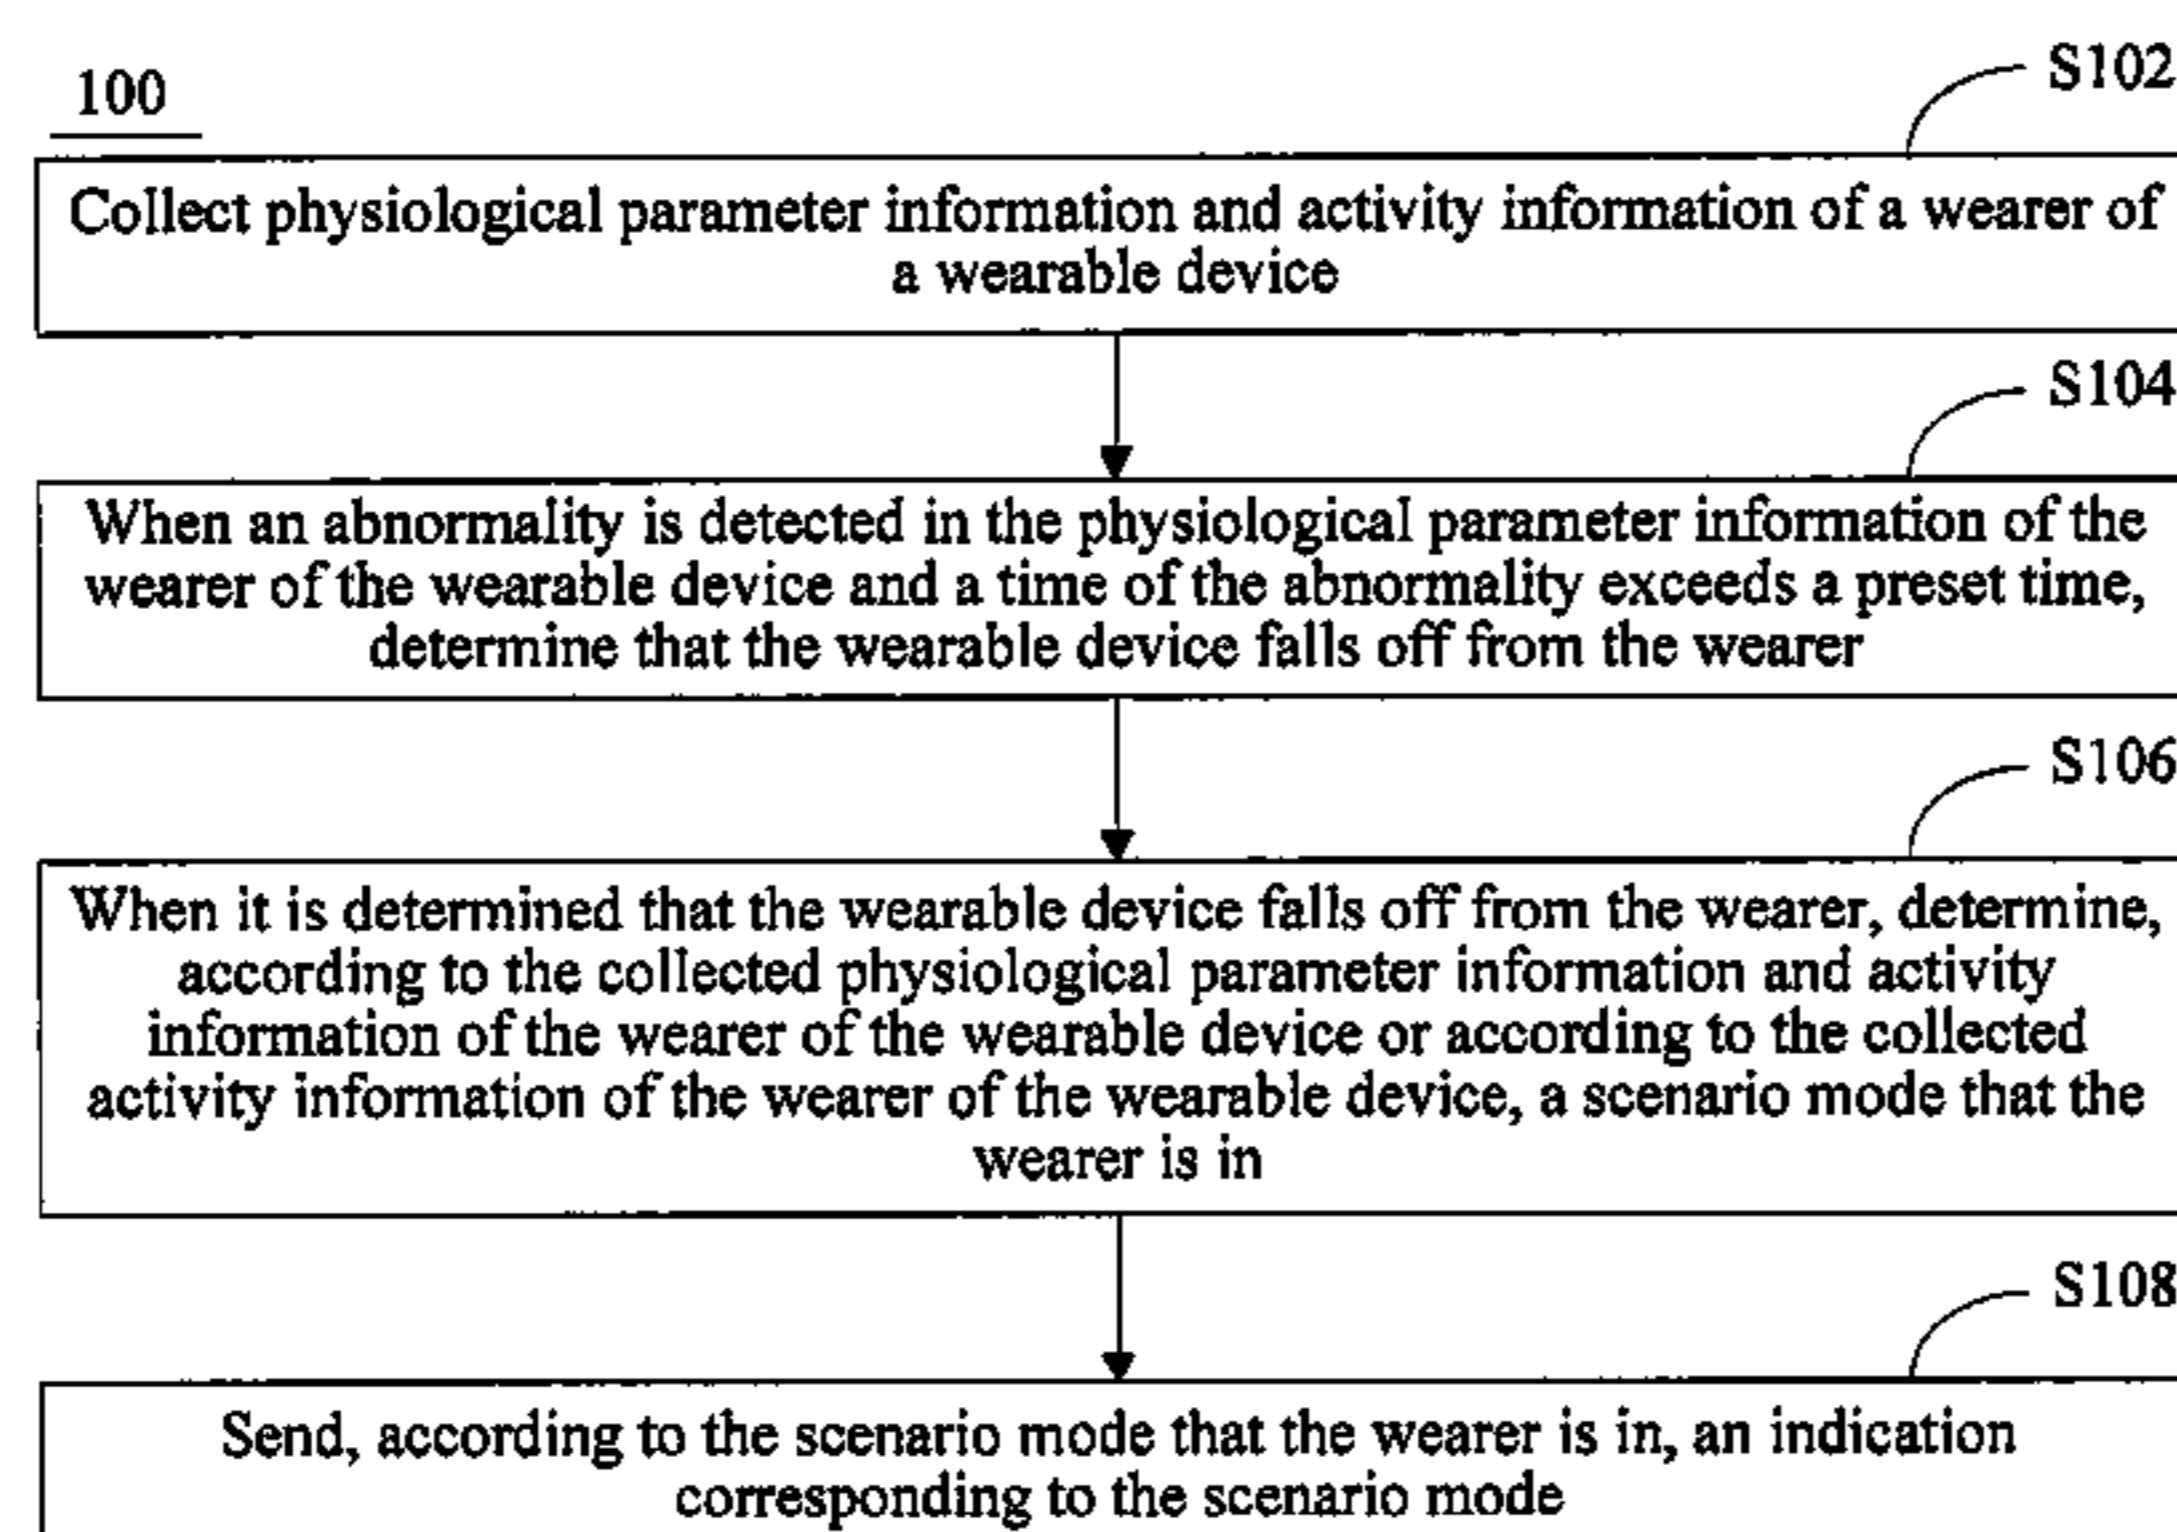 100
S102
Collect physiological parameter information and activity information of a wearer of
a wearable device
S104
When an abnormality is detected in the physiological parameter information of the
wearer of the wearable device and a time of the abnormality exceeds a preset time,
determine that the wearable device falls off from the wearer
S106
When it is determined that the wearable device falls off from the wearer, determine,
according to the collected physiological parameter information and activity
information of the wearer of the wearable device or according to the collected
activity information of the wearer of the wearable device, a scenario mode that the
wearer is in
S108
Send, according to the scenario mode that the wearer is in, an indication
corresponding to the scenario mode